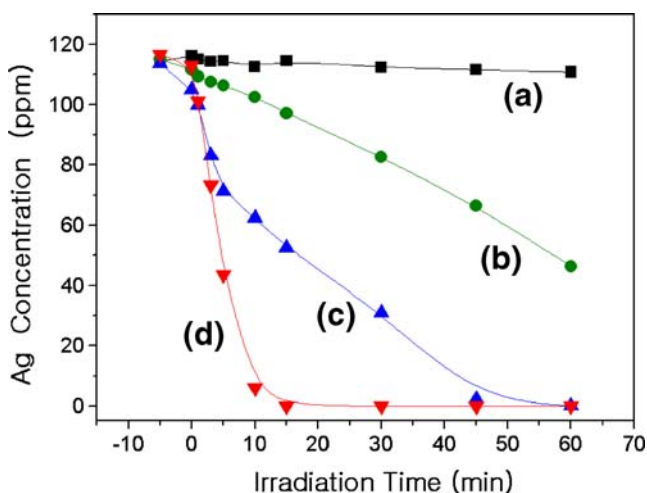 Ag Concentration (ppm)
120
100
80
60
40
20
0
(a)
(b)
(c)
(d)
-10 0 10 20 30 40 50 60 70
Irradiation Time (min)